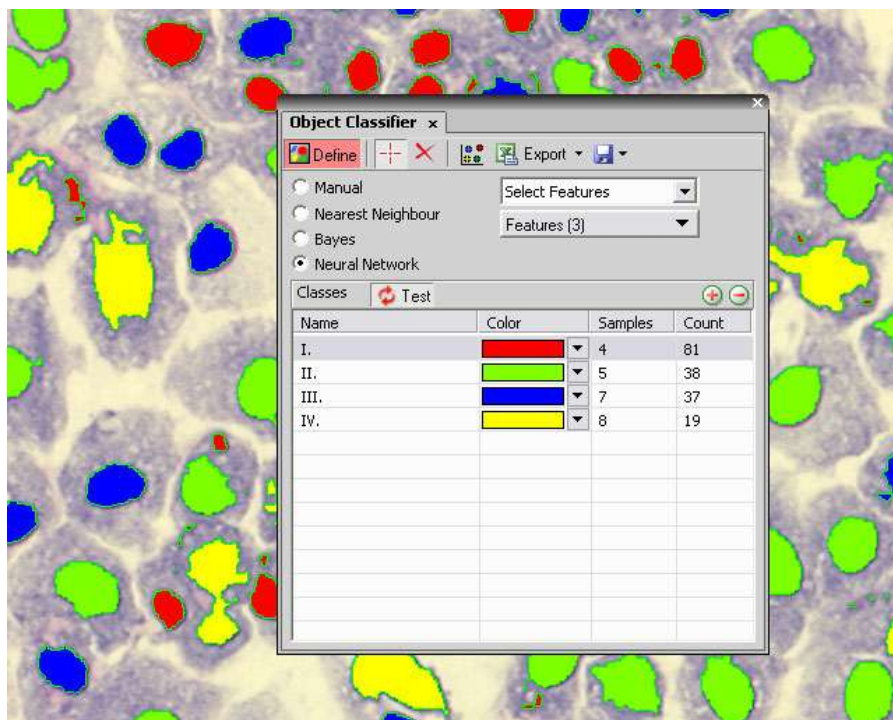 Object Classifier x
Define Export
Manual Select Features
Nearest Neighbour Features (3)
Bayes
Neural Network
Classes Test
Name Color Samples Count
I. 4 81
II. 5 38
III. 7 37
IV. 8 19